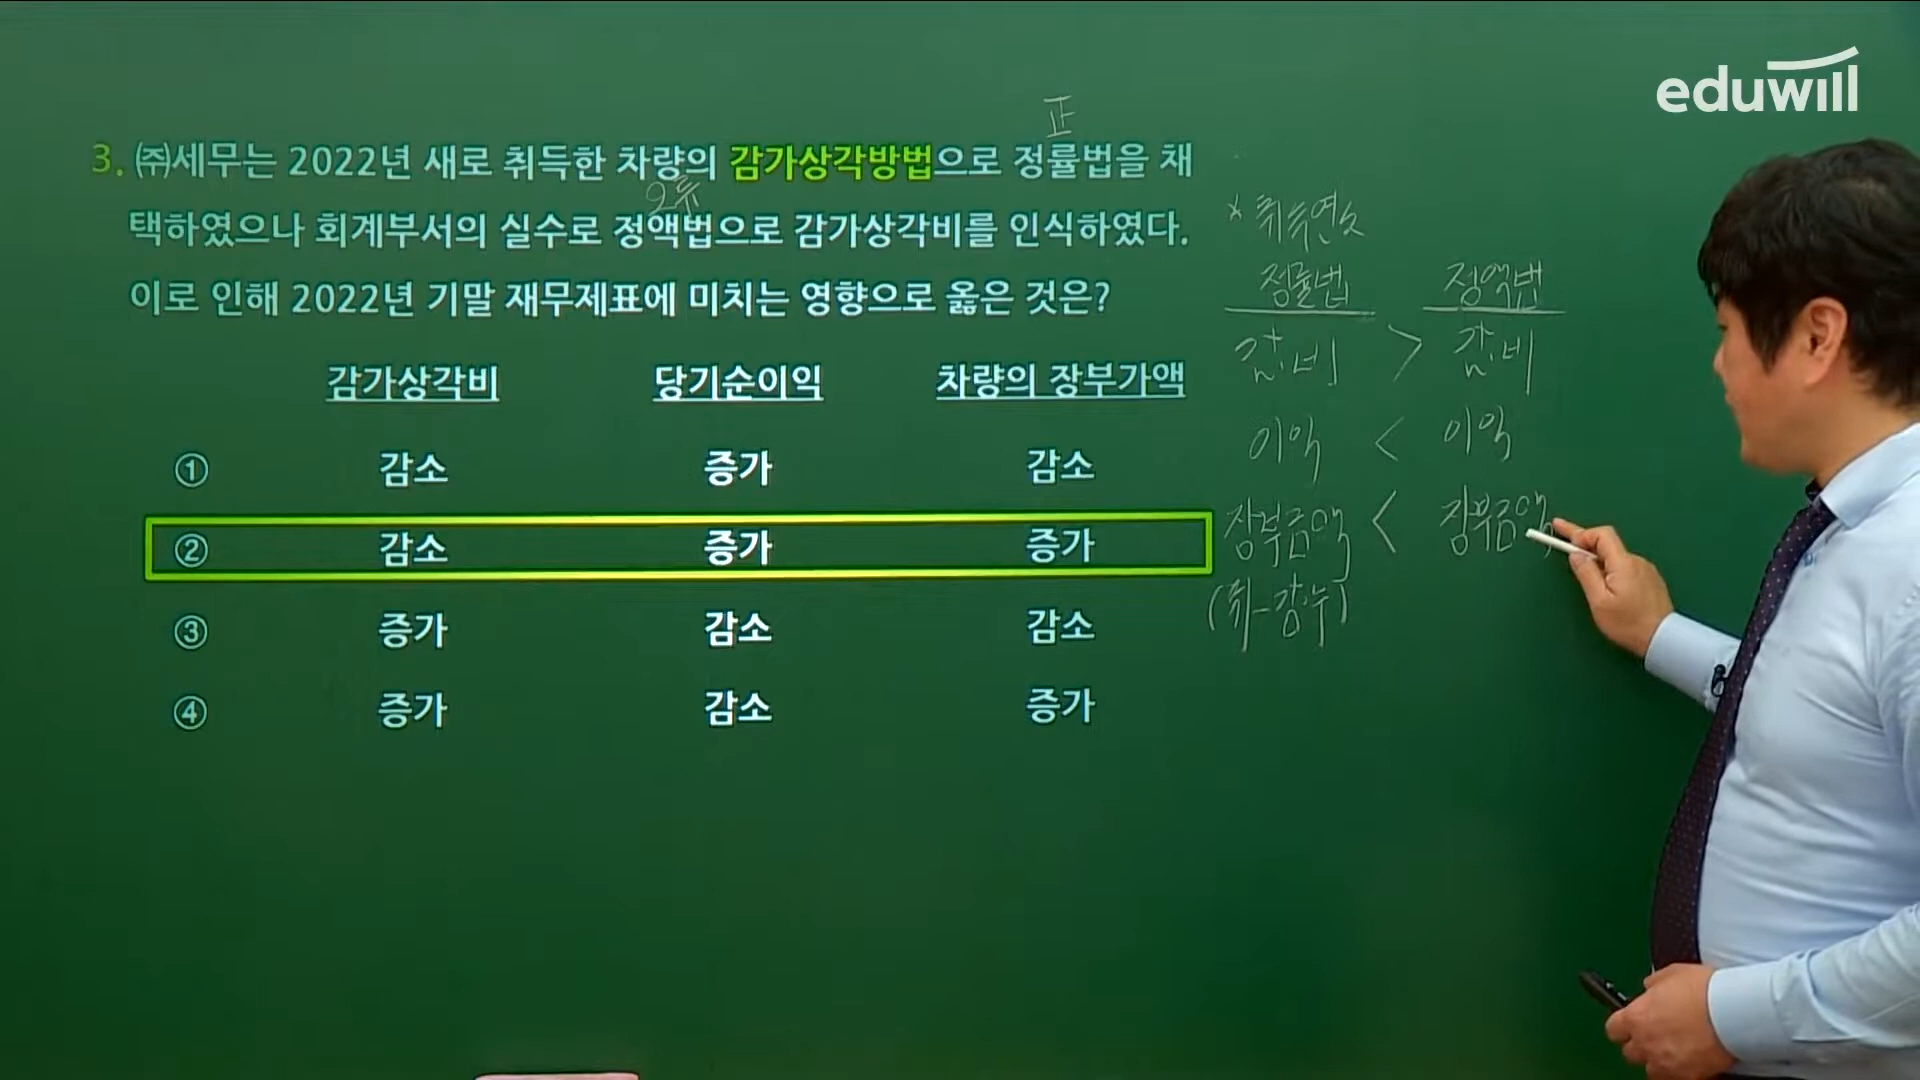 eduwill
正
3. ㈜세무는 2022년 새로 취득한 차량의 감가상각방법으로 정률법을 채
오류
택하였으나 회계부서의 실수로 정액법으로 감가상각비를 인식하였다.
이로 인해 2022년 기말 재무제표에 미치는 영향으로 옳은 것은?
감가상각비 당기순이익 차량의 장부가액
① 감소 증가 감소
② 감소 증가 증가
③ 증가 감소 감소
④ 증가 감소 증가
정률법 정액법
감.비 > 감.비
이익 < 이익
장부금액 < 장부금액
(취-감.누)